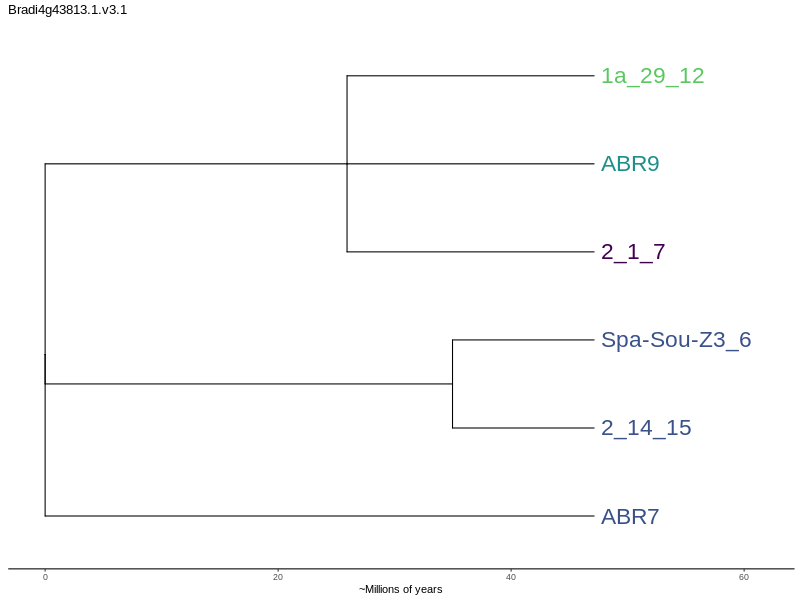 Bradi4g43813.1.v3.1
1a_29_12
ABR9
2_1_7
Spa-Sou-Z3_6
2_14_15
ABR7
0 20 40 60
~Millions of years